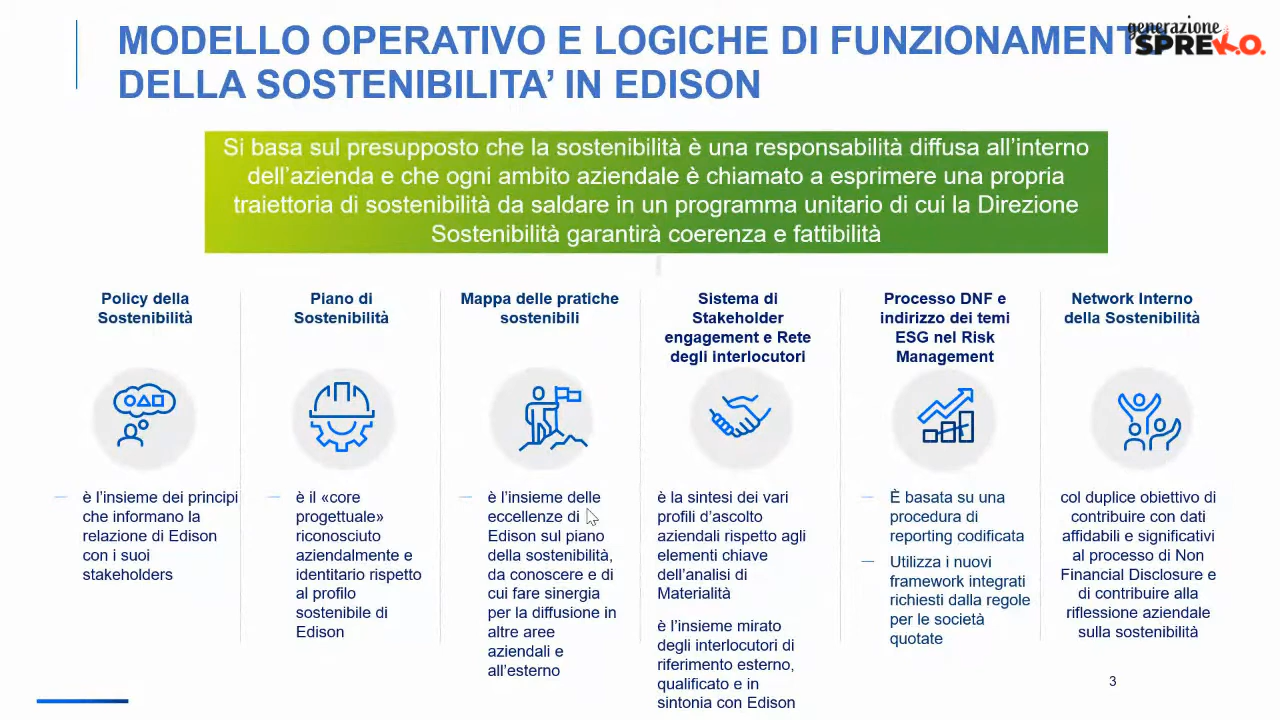 MODELLO OPERATIVO E LOGICHE DI FUNZIONAMENT
generazione
SPREK.O.
DELLA SOSTENIBILITA' IN EDISON
Si basa sul presupposto che la sostenibilità è una responsabilità diffusa all'interno
dell'azienda e che ogni ambito aziendale è chiamato a esprimere una propria
traiettoria di sostenibilità da saldare in un programma unitario di cui la Direzione
Sostenibilità garantirà coerenza e fattibilità
Policy della
Sostenibilità
— è l'insieme dei principi
che informano la
relazione di Edison
con i suoi
stakeholders
Piano di
Sostenibilità
— è il «core
progettuale»
riconosciuto
aziendalmente e
identitario rispetto
al profilo
sostenibile di
Edison
Mappa delle pratiche
sostenibili
— è l'insieme delle
eccellenze di
Edison sul piano
della sostenibilità,
da conoscere e di
cui fare sinergia
per la diffusione in
altre aree
aziendali e
all'esterno
Sistema di
Stakeholder
engagement e Rete
degli interlocutori
è la sintesi dei vari
profili d'ascolto
aziendali rispetto agli
elementi chiave
dell'analisi di
Materialità
è l'insieme mirato
degli interlocutori di
riferimento esterno,
qualificato e in
sintonia con Edison
Processo DNF e
indirizzo dei temi
ESG nel Risk
Management
— È basata su una
procedura di
reporting codificata
— Utilizza i nuovi
framework integrati
richiesti dalla regole
per le società
quotate
Network Interno
della Sostenibilità
col duplice obiettivo di
contribuire con dati
affidabili e significativi
al processo di Non
Financial Disclosure e
di contribuire alla
riflessione aziendale
sulla sostenibilità
3